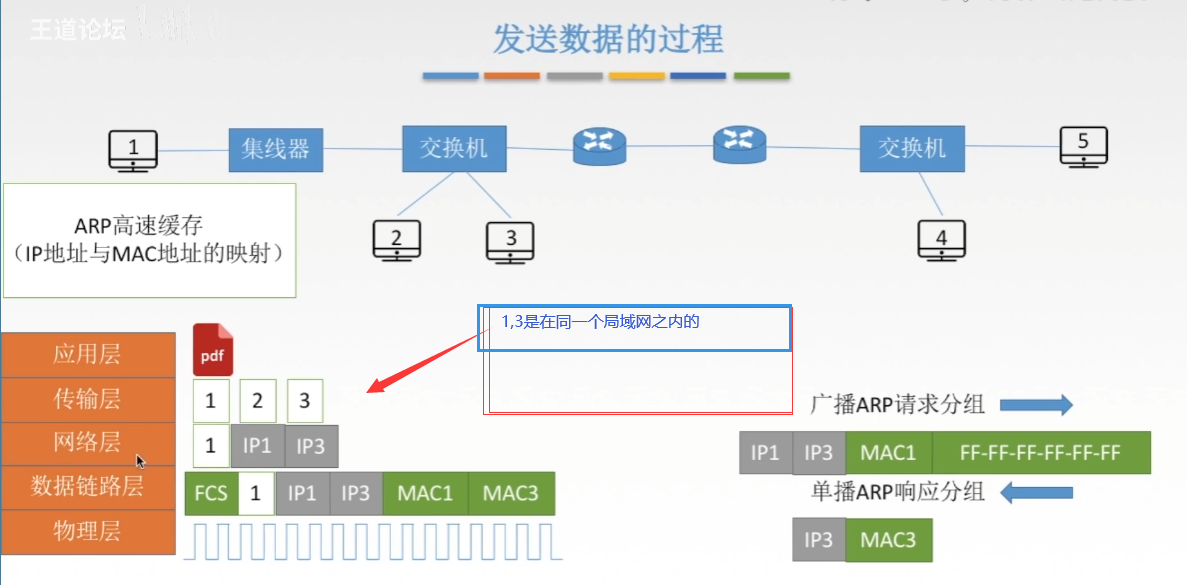 王道论坛
发送数据的过程
1
集线器
交换机
交换机
5
2
3
4
ARP高速缓存
（IP地址与MAC地址的映射）
1,3是在同一个局域网之内的
应用层
pdf
传输层
1 2 3
网络层
1 IP1 IP3
数据链路层
FCS 1 IP1 IP3 MAC1 MAC3
物理层
广播ARP请求分组
IP1 IP3 MAC1 FF-FF-FF-FF-FF-FF
单播ARP响应分组
IP3 MAC3